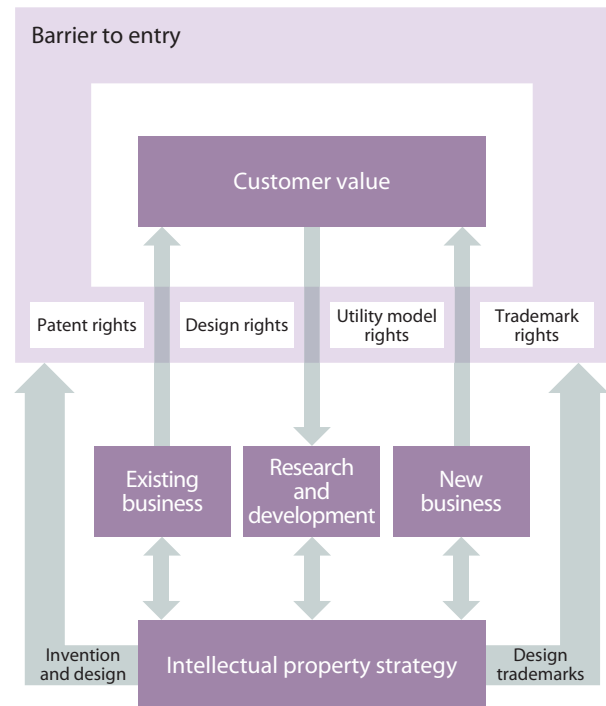 Barrier to entry
Customer value
Patent rights
Design rights
Utility model
rights
Trademark
rights
Existing
business
Research
and
development
New
business
Invention
and design
Intellectual property strategy
Design
trademarks